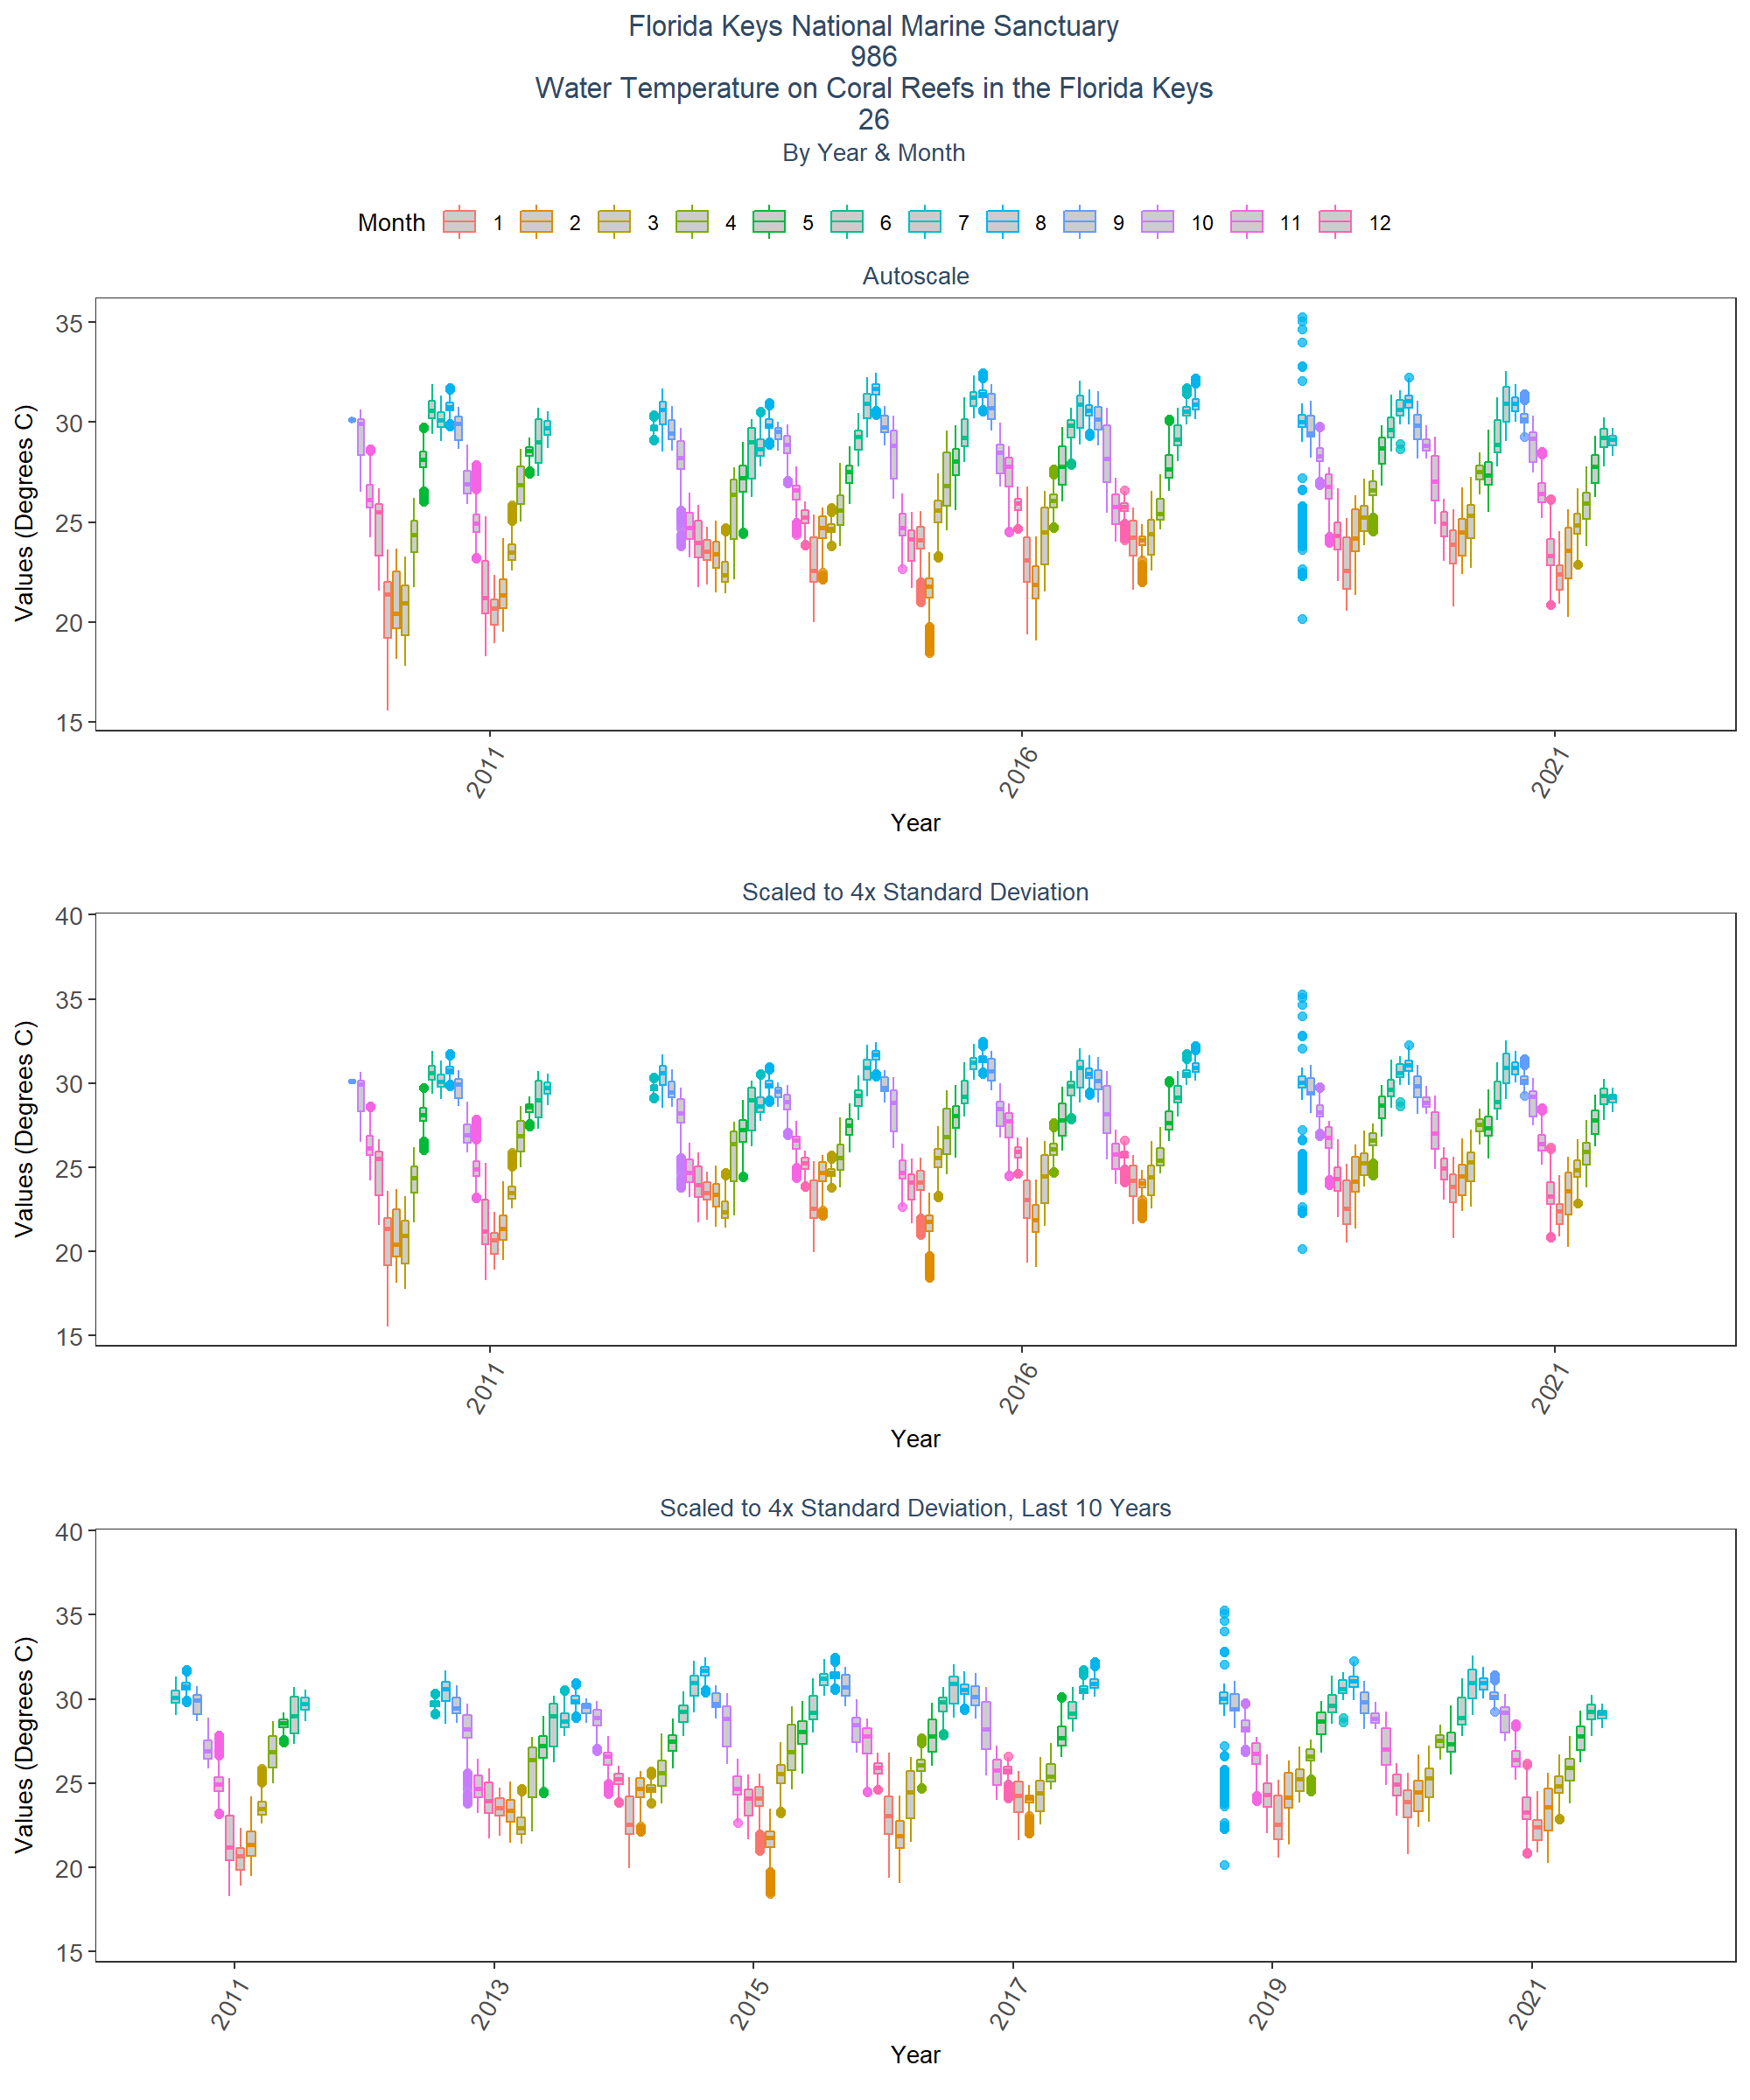 Florida Keys National Marine Sanctuary
986
Water Temperature on Coral Reefs in the Florida Keys
26
By Year & Month
Month 1 2 3 4 5 6 7 8 9 10 11 12
Autoscale
Values (Degrees C)
35
30
25
20
15
2011 2016 2021
Year
Scaled to 4x Standard Deviation
Values (Degrees C)
40
35
30
25
20
15
2011 2016 2021
Year
Scaled to 4x Standard Deviation, Last 10 Years
Values (Degrees C)
40
35
30
25
20
15
2011 2013 2015 2017 2019 2021
Year